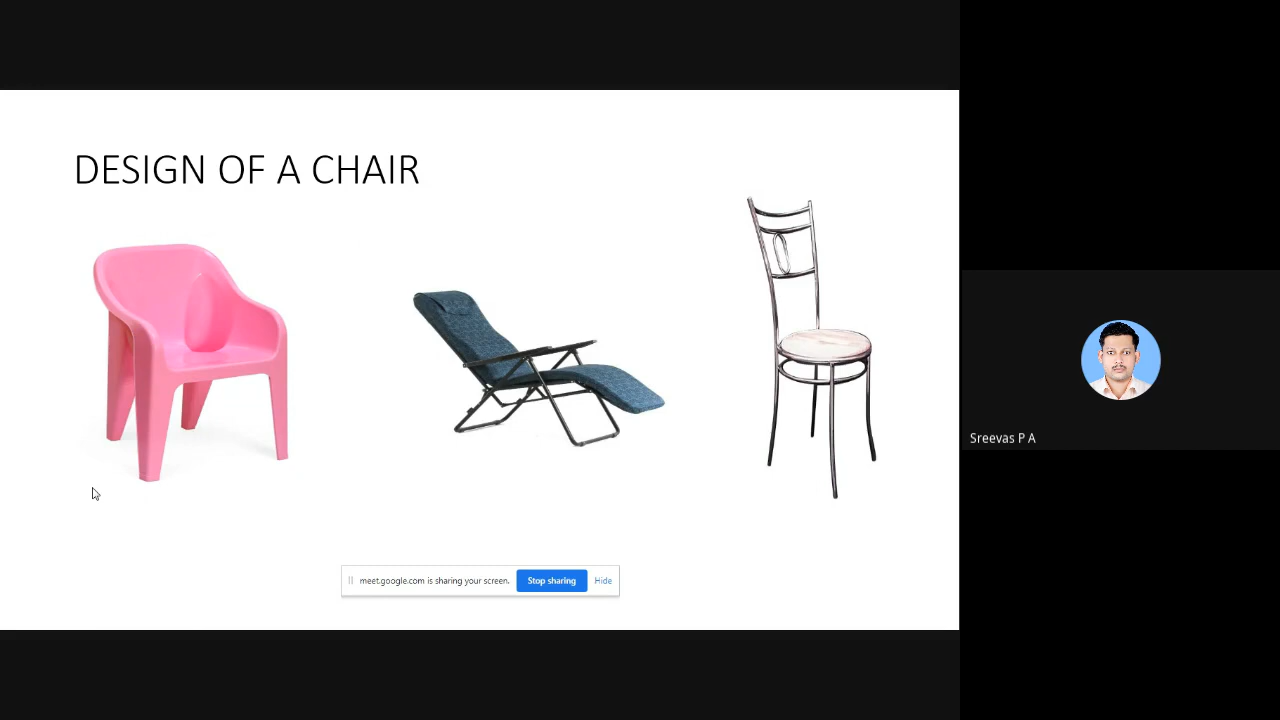 DESIGN OF A CHAIR
meet.google.com is sharing your screen. Stop sharing Hide
Sreevas P A